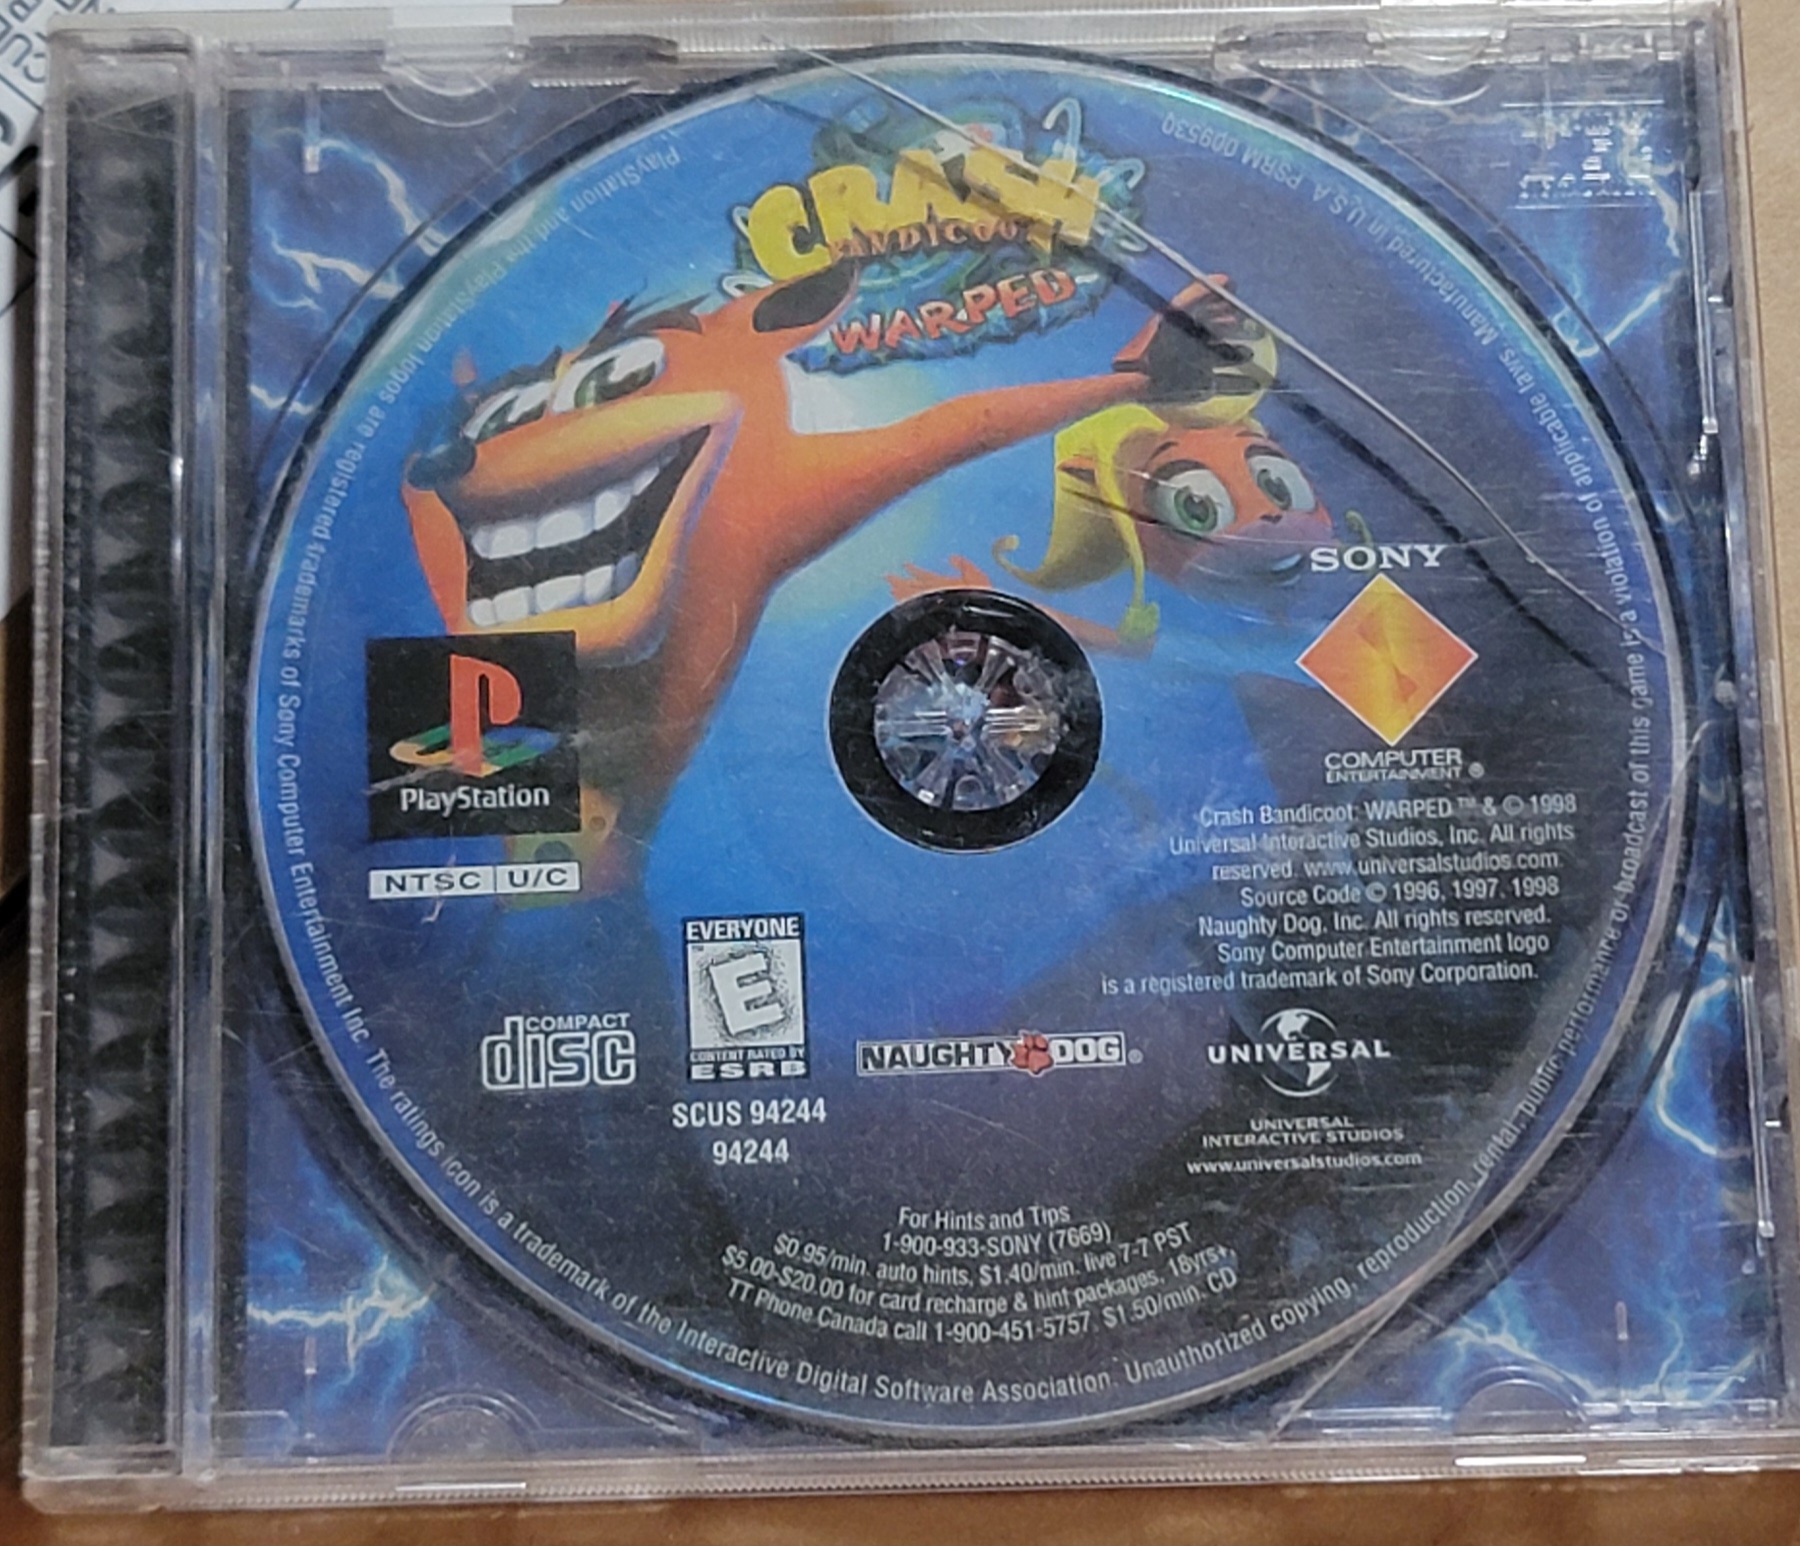 CRASH
BANDICOOT
WARPED
SONY
COMPUTER
ENTERTAINMENT ®
PlayStation
NTSC U/C
Crash Bandicoot: WARPED ™ & © 1998
Universal Interactive Studios, Inc. All rights
reserved. www.universalstudios.com
Source Code © 1996, 1997, 1998
Naughty Dog, Inc. All rights reserved.
Sony Computer Entertainment logo
is a registered trademark of Sony Corporation.
EVERYONE
E
CONTENT RATED BY
ESRB
COMPACT
disc
NAUGHTY DOG®
UNIVERSAL
UNIVERSAL
INTERACTIVE STUDIOS
www.universalstudios.com
SCUS 94244
94244
For Hints and Tips
1-900-933-SONY (7669)
$0.95/min. auto hints, $1.40/min. live 7-7 PST
$5.00-$20.00 for card recharge & hint packages, 18yrs+,
TT Phone Canada call 1-900-451-5757, $1.50/min. CD
PlayStation and the PlayStation logos are registered trademarks of Sony Computer Entertainment Inc. The ratings icon is a trademark of the Interactive Digital Software Association. Unauthorized copying, reproduction, rental, public performance or broadcast of this game is a violation of applicable laws. Manufactured in U.S.A. PSRM 009530